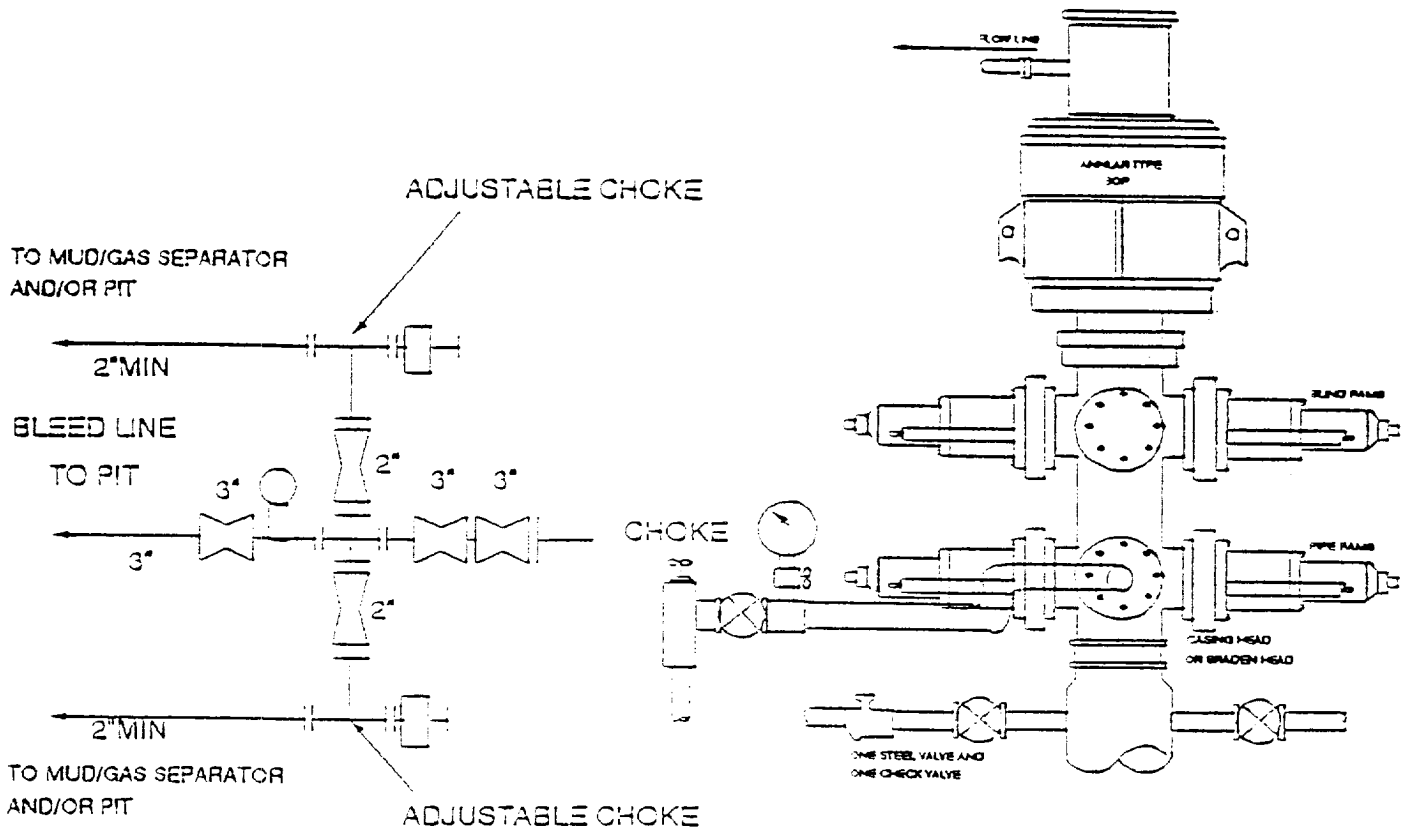 FLOW LINE
ANNULAR TYPE
BOP
ADJUSTABLE CHOKE
TO MUD/GAS SEPARATOR
AND/OR PIT
2"MIN
BLIND RAMS
BLEED LINE
TO PIT
2"
3"
3"
3"
3"
CHOKE
PIPE RAMS
2"
CASING HEAD
OR BRADEN HEAD
2"MIN
ONE STEEL VALVE AND
ONE CHECK VALVE
TO MUD/GAS SEPARATOR
AND/OR PIT
ADJUSTABLE CHOKE